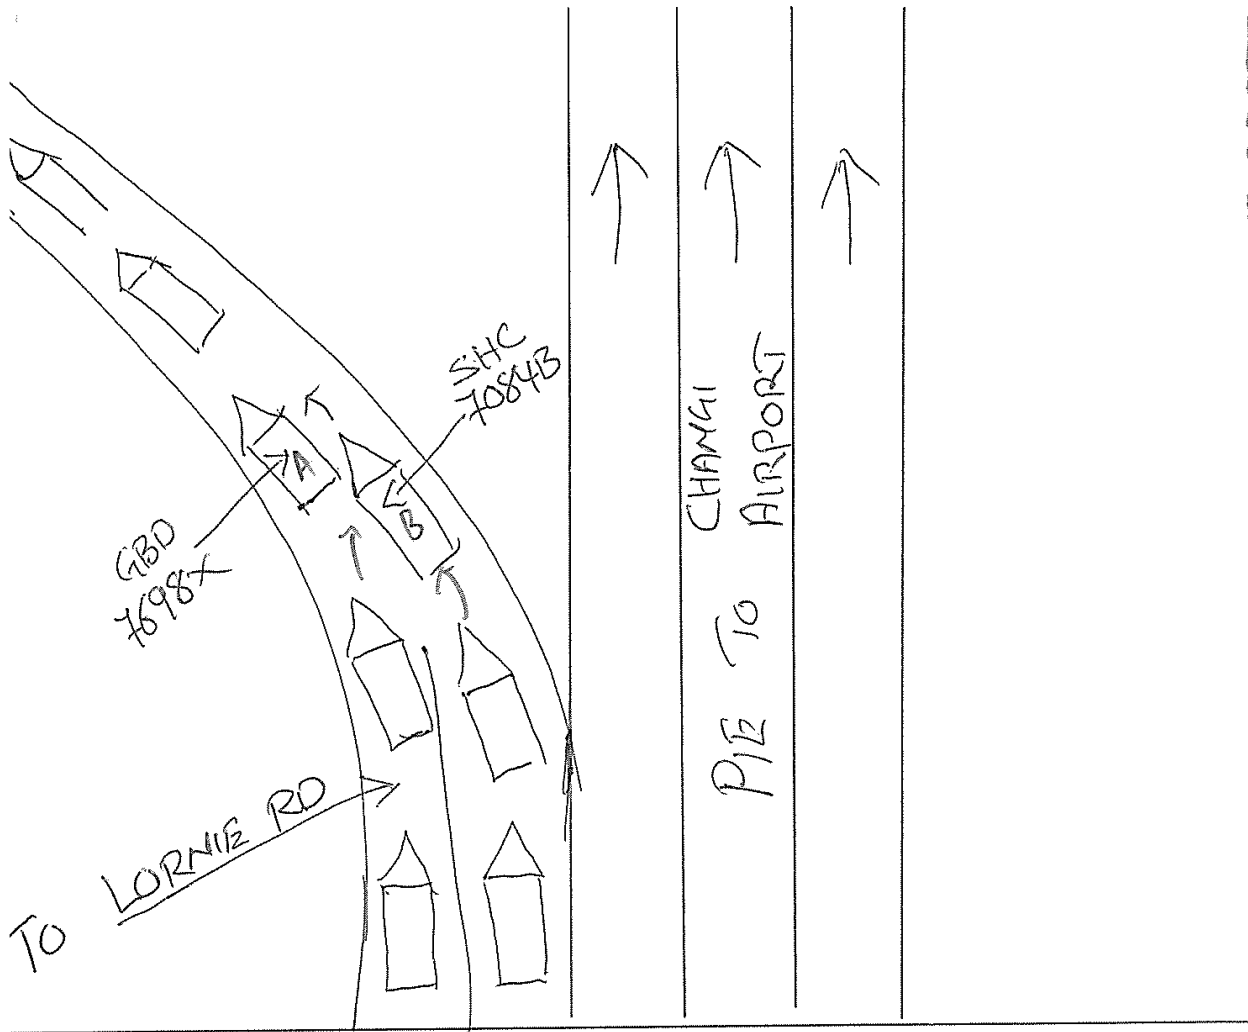 SHC
7084B
CHANGI
AIRPORT
A
B
GBD
7698X
PIE TO
LORNIE RD
TO